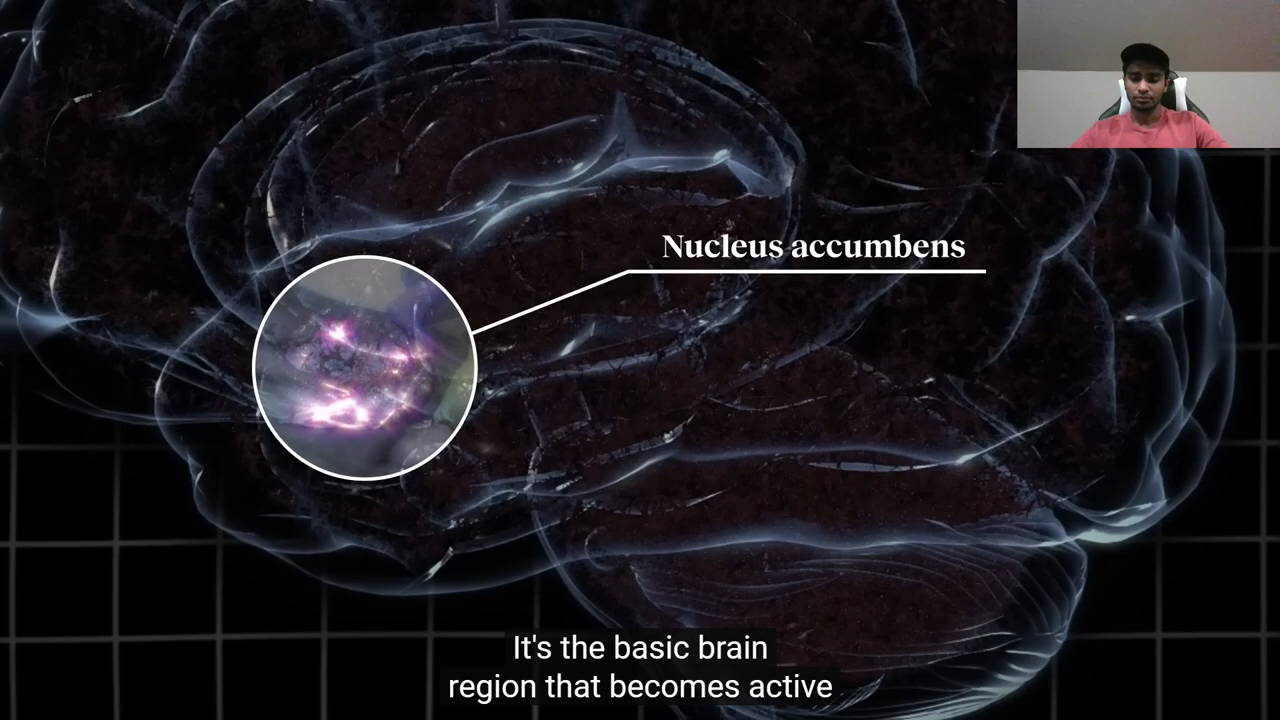 Nucleus accumbens
It's the basic brain
region that becomes active